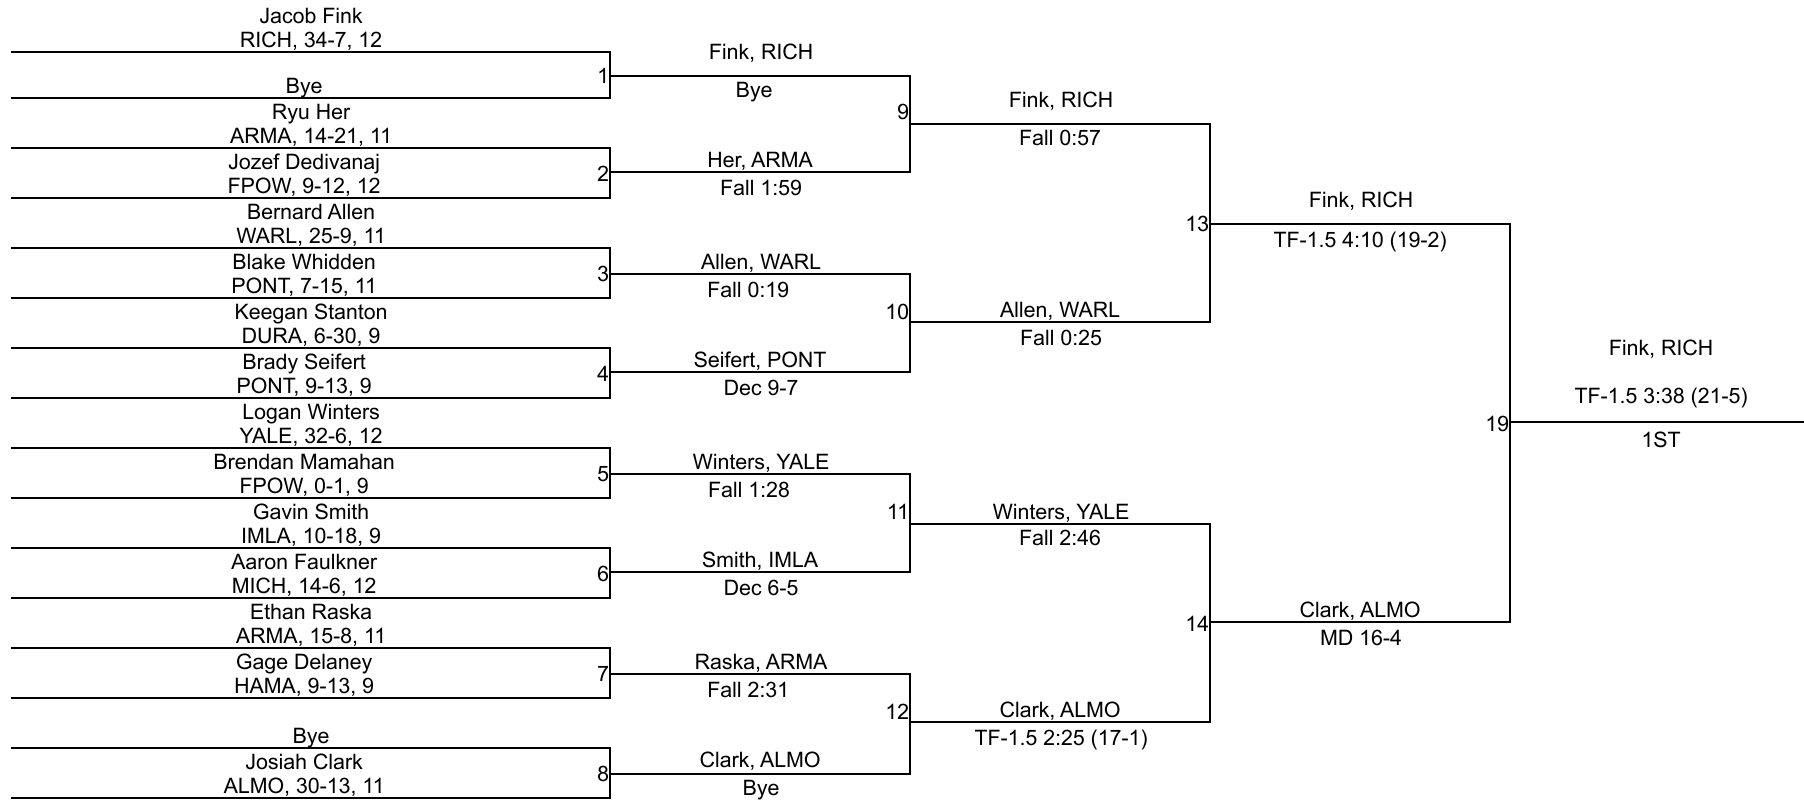 Jacob Fink
RICH, 34-7, 12
Bye
Ryu Her
ARMA, 14-21, 11
Jozef Dedivanaj
FPOW, 9-12, 12
Bernard Allen
WARL, 25-9, 11
Blake Whidden
PONT, 7-15, 11
Keegan Stanton
DURA, 6-30, 9
Brady Seifert
PONT, 9-13, 9
Logan Winters
YALE, 32-6, 12
Brendan Mamahan
FPOW, 0-1, 9
Gavin Smith
IMLA, 10-18, 9
Aaron Faulkner
MICH, 14-6, 12
Ethan Raska
ARMA, 15-8, 11
Gage Delaney
HAMA, 9-13, 9
Bye
Josiah Clark
ALMO, 30-13, 11
1
2
3
4
5
6
7
8
Fink, RICH
Bye
Her, ARMA
Fall 1:59
Allen, WARL
Fall 0:19
Seifert, PONT
Dec 9-7
Winters, YALE
Fall 1:28
Smith, IMLA
Dec 6-5
Raska, ARMA
Fall 2:31
Clark, ALMO
Bye
9
10
11
12
Fink, RICH
Fall 0:57
Allen, WARL
Fall 0:25
Winters, YALE
Fall 2:46
Clark, ALMO
TF-1.5 2:25 (17-1)
13
14
Fink, RICH
TF-1.5 4:10 (19-2)
Clark, ALMO
MD 16-4
19
Fink, RICH
TF-1.5 3:38 (21-5)
1ST